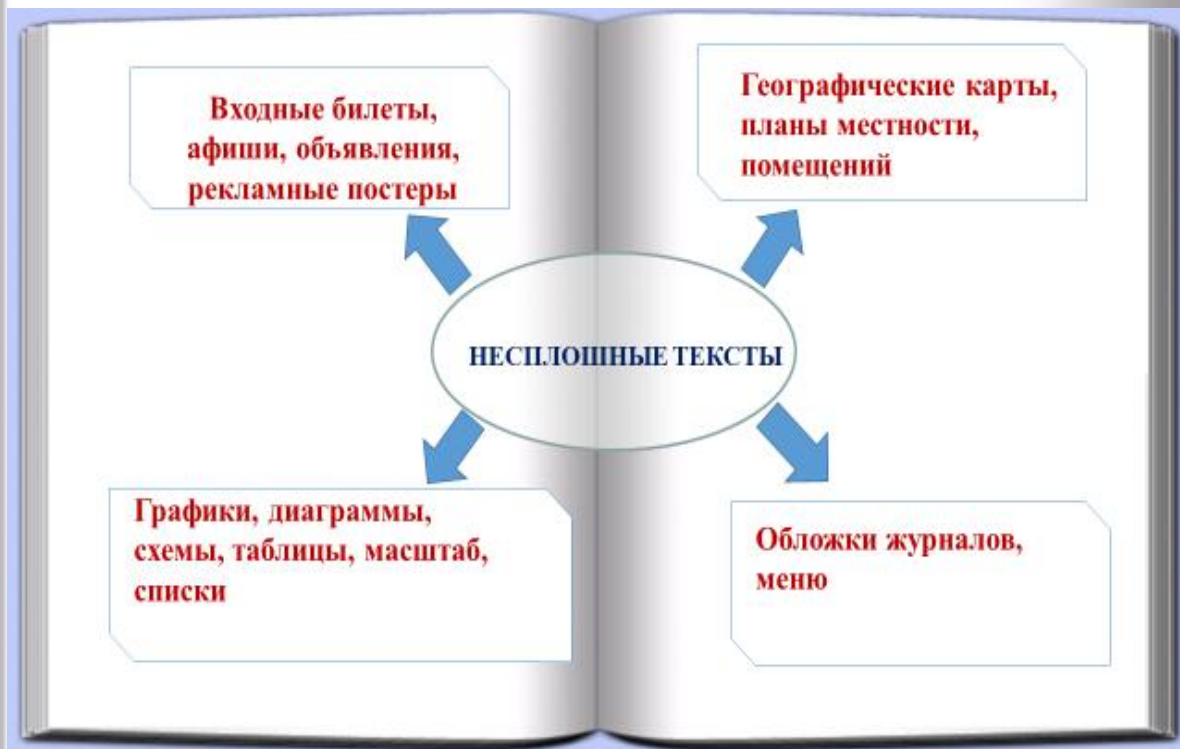 Входные билеты,
афиши, объявления,
рекламные постеры
Географические карты,
планы местности,
помещений
НЕСПЛОШНЫЕ ТЕКСТЫ
Графики, диаграммы,
схемы, таблицы, масштаб,
списки
Обложки журналов,
меню